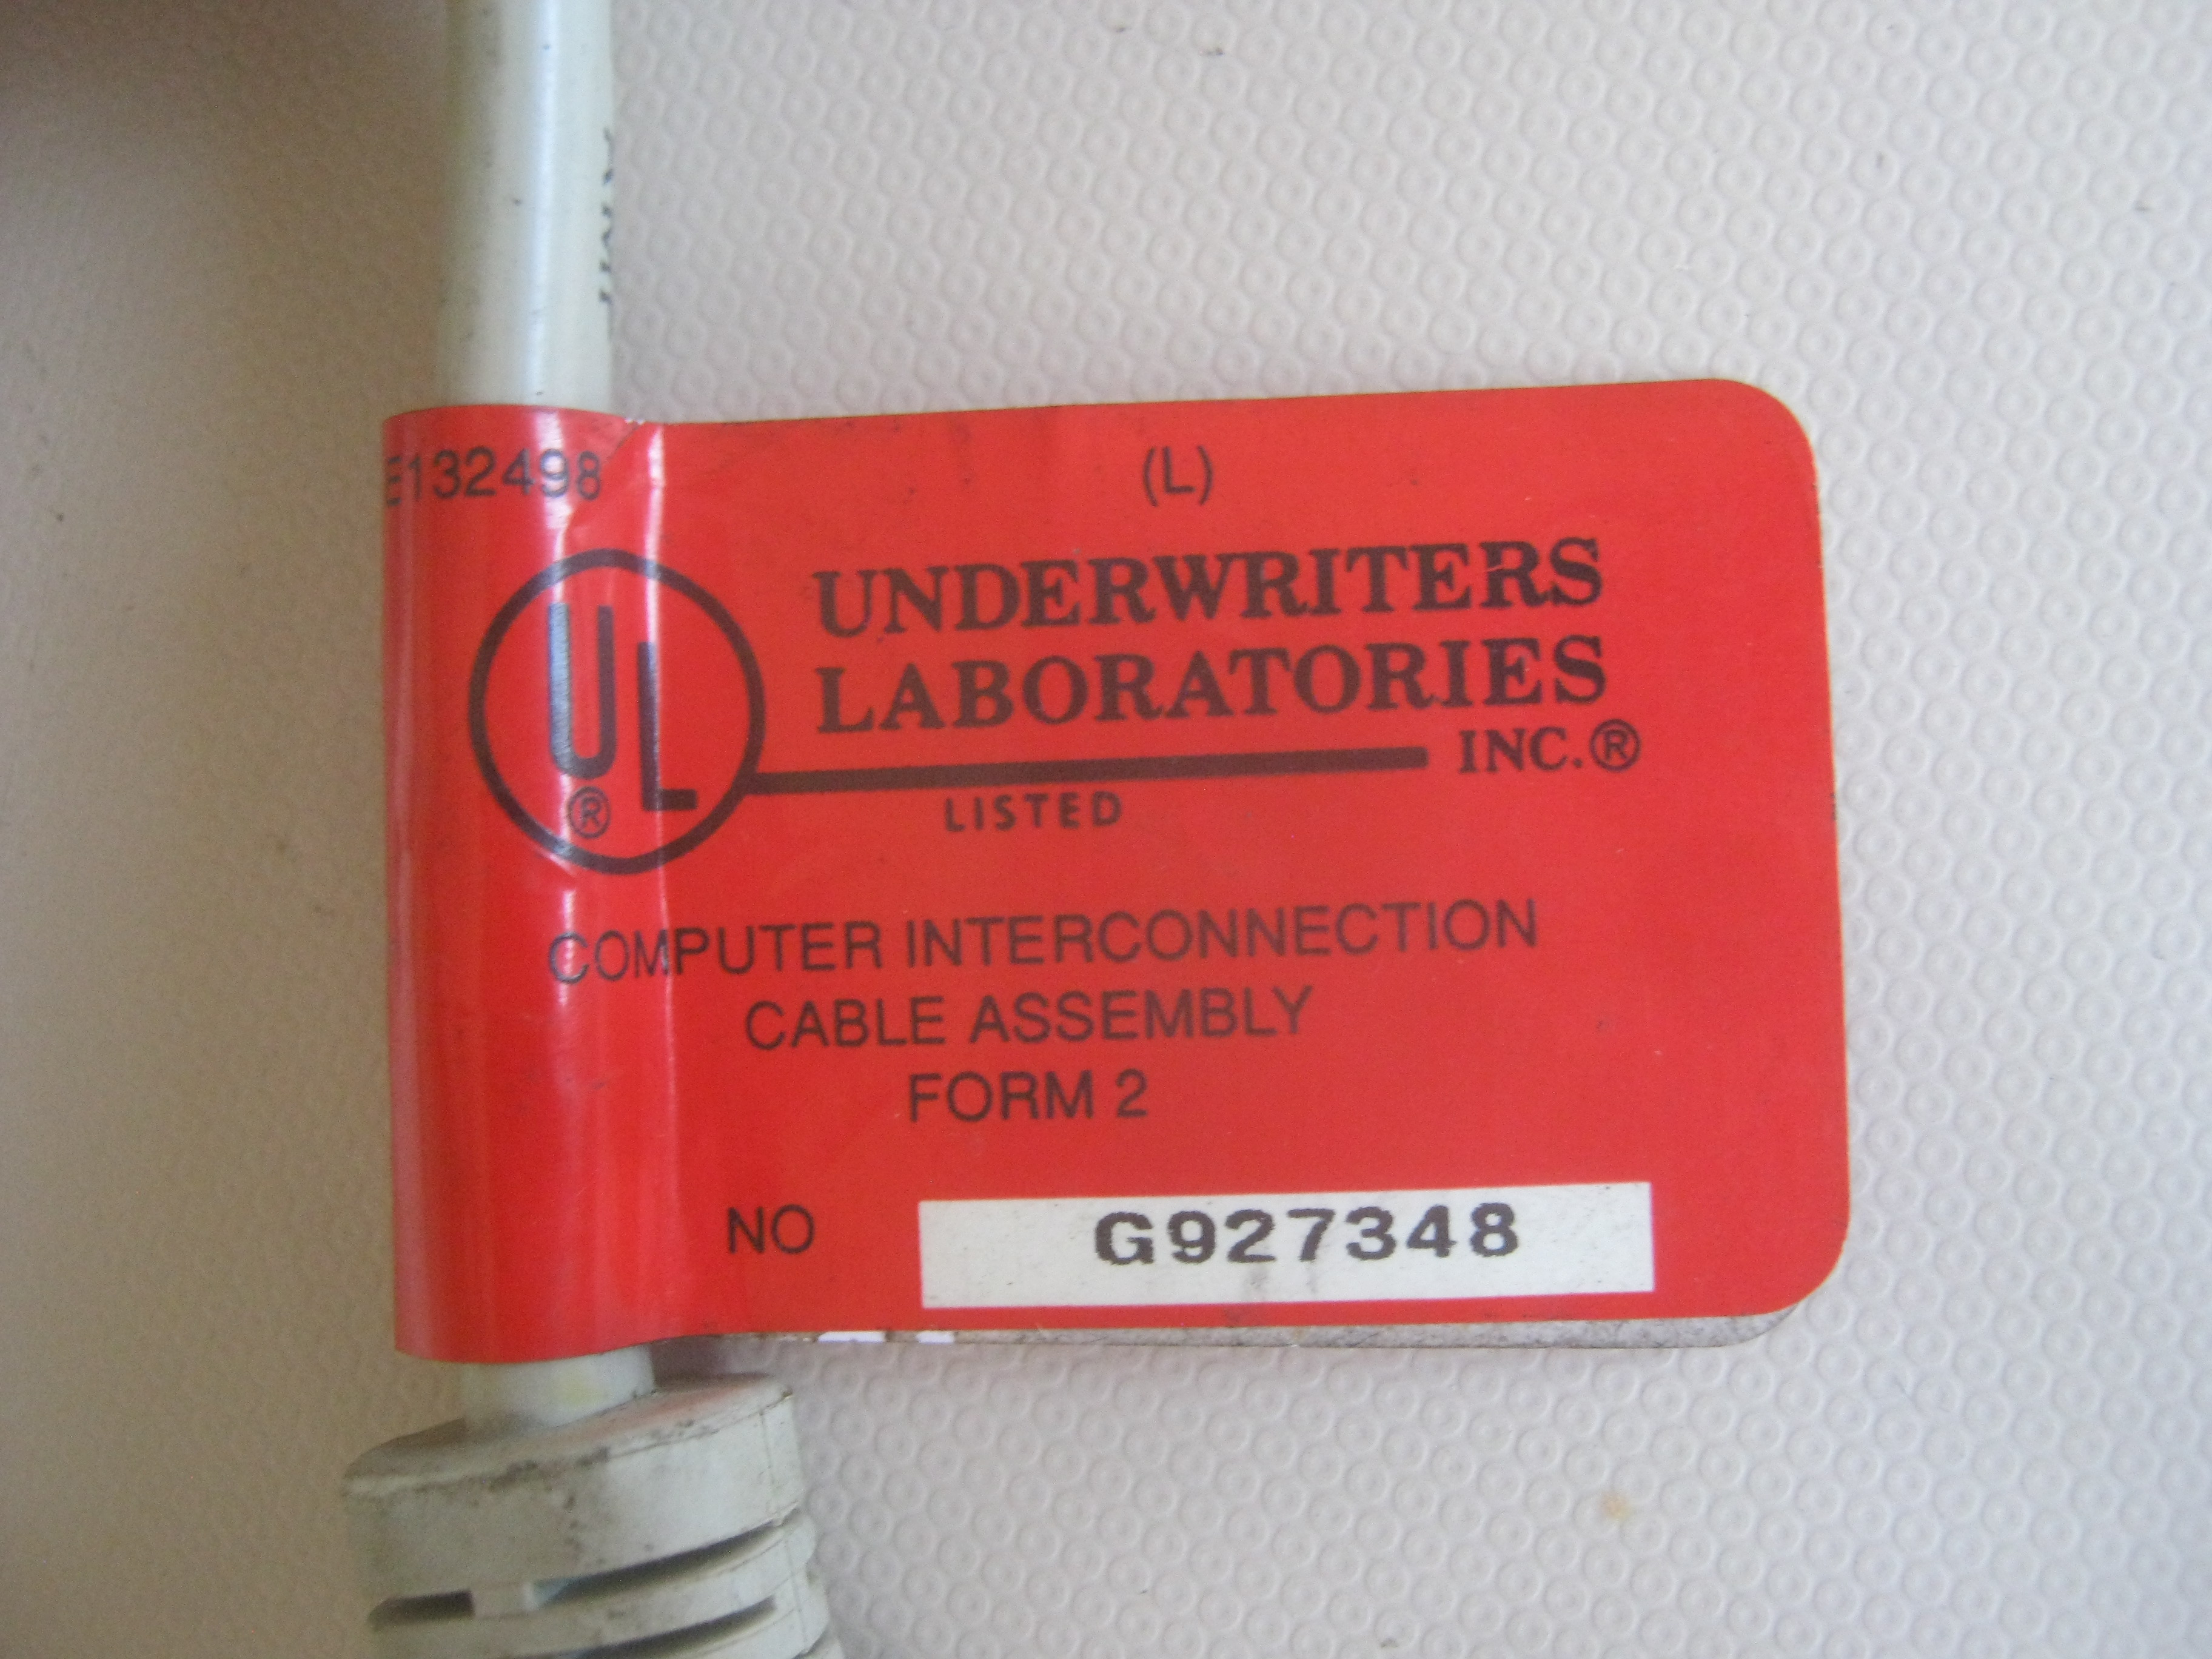 E132498
(L)
UL
®
UNDERWRITERS
LABORATORIES
INC.®
LISTED
COMPUTER INTERCONNECTION
CABLE ASSEMBLY
FORM 2
NO G927348